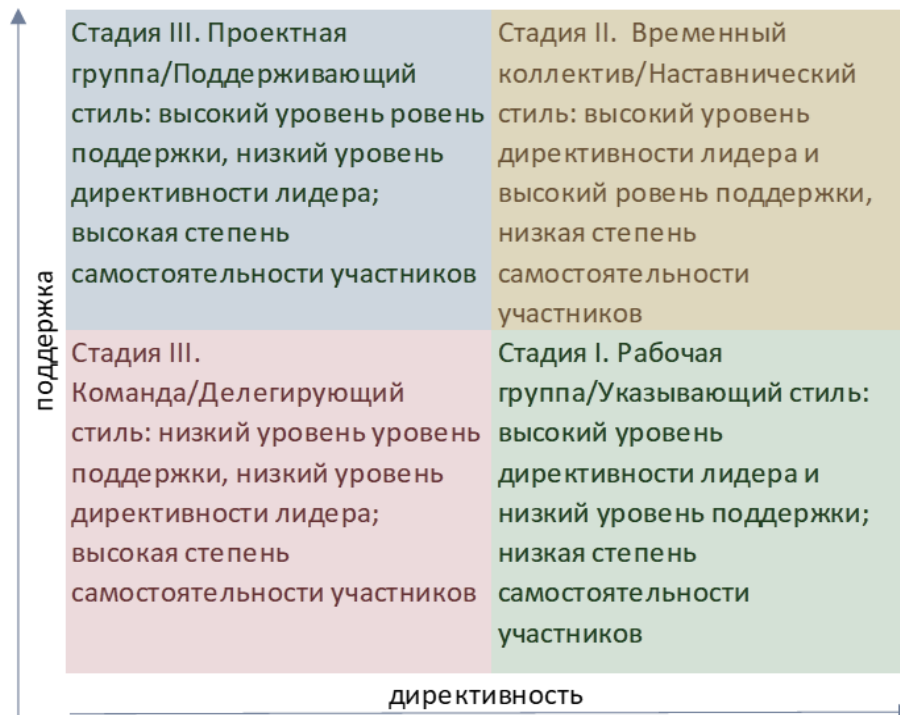 Стадия III. Проектная
группа/Поддерживающий
стиль: высокий уровень ровень
поддержки, низкий уровень
директивности лидера;
высокая степень
самостоятельности участников
Стадия II.  Временный
коллектив/Наставнический
стиль: высокий уровень
директивности лидера и
высокий ровень поддержки,
низкая степень
самостоятельности
участников
поддержка
Стадия III.
Команда/Делегирующий
стиль: низкий уровень уровень
поддержки, низкий уровень
директивности лидера;
высокая степень
самостоятельности участников
Стадия I. Рабочая
группа/Указывающий стиль:
высокий уровень
директивности лидера и
низкий уровень поддержки;
низкая степень
самостоятельности
участников
директивность